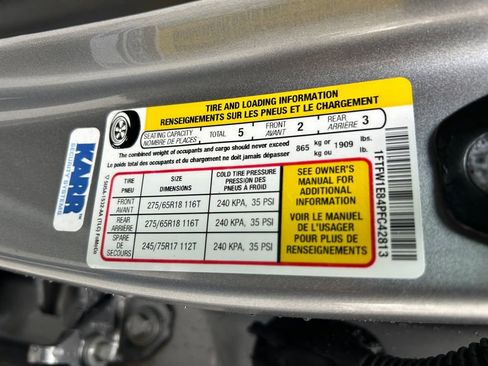 TIRE AND LOADING INFORMATION
RENSEIGNEMENTS SUR LES PNEUS ET LE CHARGEMENT
SEATING CAPACITY TOTAL 5 FRONT 2 REAR 3
NOMBRE DE PLACES AVANT ARRIÈRE
The combined weight of occupants and cargo should never exceed 865 kg or 1909 lbs.
Le poids total des occupants et du chargement ne doit jamais dépasser kg ou lb.
TIRE SIZE COLD TIRE PRESSURE
PNEU DIMENSIONS PRESSION DES PNEUS À FROID
FRONT 275/65R18 116T 240 KPA, 35 PSI
AVANT
REAR 275/65R18 116T 240 KPA, 35 PSI
ARRIÈRE
SPARE 245/75R17 112T 240 KPA, 35 PSI
DE SECOURS
SEE OWNER'S
MANUAL FOR
ADDITIONAL
INFORMATION
VOIR LE MANUEL
DE L'USAGER
POUR PLUS DE
RENSEIGNEMENTS
KARR
SECURITY SYSTEMS